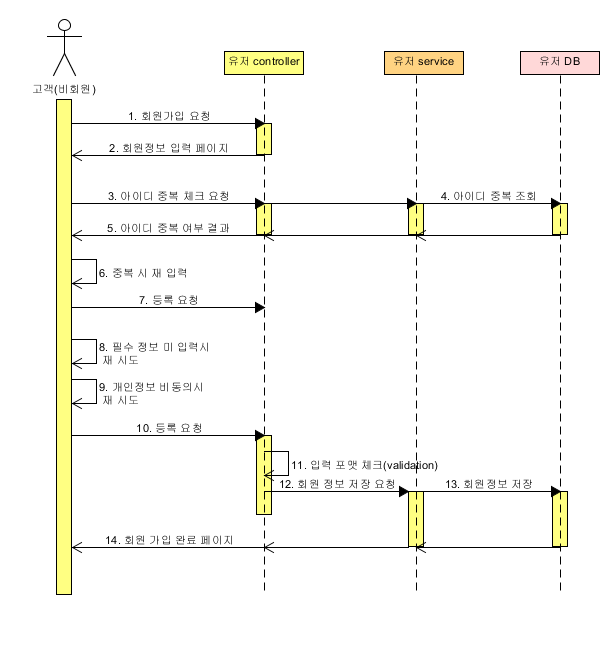 유저 controller
유저 service
유저 DB
고객(비회원)
1. 회원가입 요청
2. 회원정보 입력 페이지
3. 아이디 중복 체크 요청
4. 아이디 중복 조회
5. 아이디 중복 여부 결과
6. 중복 시 재 입력
7. 등록 요청
8. 필수 정보 미 입력시
재 시도
9. 개인정보 비동의시
재 시도
10. 등록 요청
11. 입력 포맷 체크(validation)
12. 회원 정보 저장 요청
13. 회원정보 저장
14. 회원 가입 완료 페이지